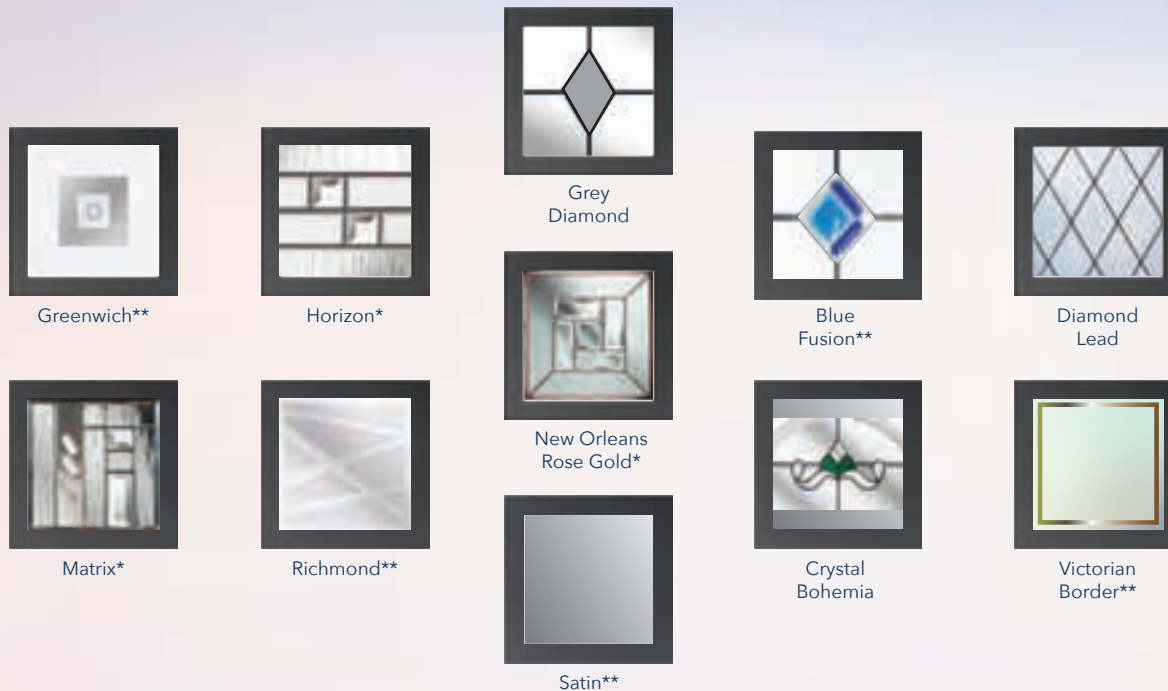 Grey
Diamond
Greenwich**
Horizon*
Blue
Fusion**
Diamond
Lead
New Orleans
Rose Gold*
Matrix*
Richmond**
Crystal
Bohemia
Victorian
Border**
Satin**